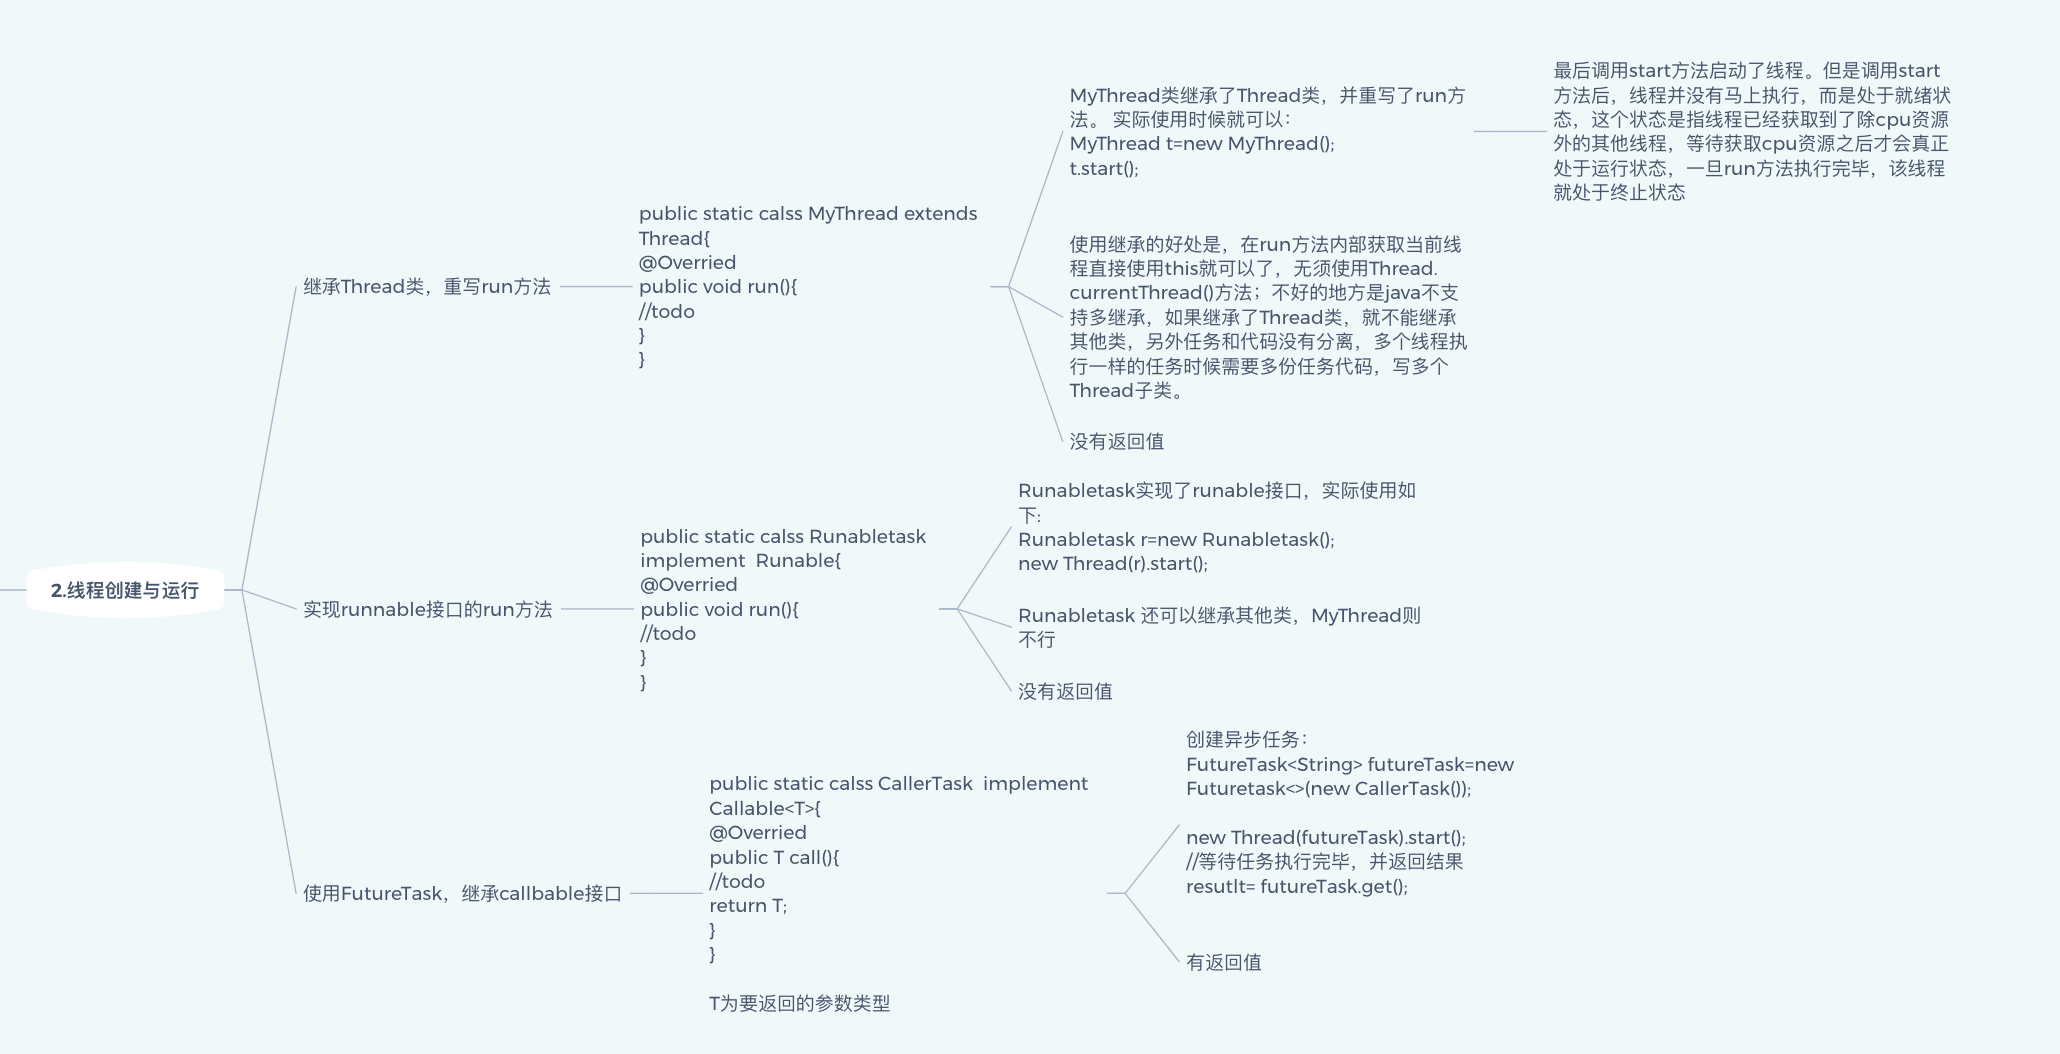 2.线程创建与运行
继承Thread类，重写run方法
public static calss MyThread extends
Thread{
@Overried
public void run(){
//todo
}
}
MyThread类继承了Thread类，并重写了run方
法。 实际使用时候就可以：
MyThread t=new MyThread();
t.start();
最后调用start方法启动了线程。但是调用start
方法后，线程并没有马上执行，而是处于就绪状
态，这个状态是指线程已经获取到了除cpu资源
外的其他线程，等待获取cpu资源之后才会真正
处于运行状态，一旦run方法执行完毕，该线程
就处于终止状态
使用继承的好处是，在run方法内部获取当前线
程直接使用this就可以了，无须使用Thread.
currentThread()方法；不好的地方是java不支
持多继承，如果继承了Thread类，就不能继承
其他类，另外任务和代码没有分离，多个线程执
行一样的任务时候需要多份任务代码，写多个
Thread子类。
没有返回值
实现runnable接口的run方法
public static calss Runabletask
implement  Runable{
@Overried
public void run(){
//todo
}
}
Runabletask实现了runable接口，实际使用如
下:
Runabletask r=new Runabletask();
new Thread(r).start();
Runabletask 还可以继承其他类，MyThread则
不行
没有返回值
使用FutureTask，继承callbable接口
public static calss CallerTask  implement
Callable<T>{
@Overried
public T call(){
//todo
return T;
}
}
T为要返回的参数类型
创建异步任务：
FutureTask<String> futureTask=new
Futuretask<>(new CallerTask());
new Thread(futureTask).start();
//等待任务执行完毕，并返回结果
resutlt= futureTask.get();
有返回值